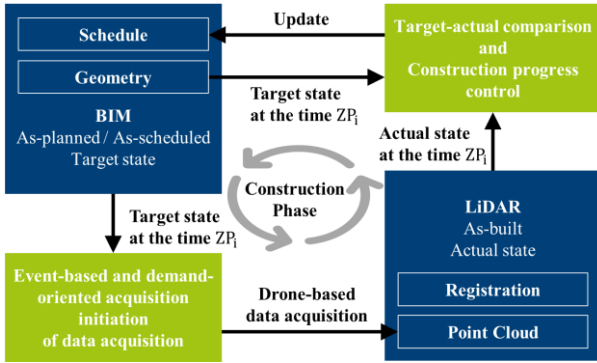 Schedule
Geometry
BIM
As-planned / As-scheduled
Target state
Update
Target state
at the time ZPi
Target-actual comparison
and
Construction progress
control
Actual state
at the time ZPi
Construction
Phase
Target state
at the time ZPi
LiDAR
As-built
Actual state
Registration
Point Cloud
Event-based and demand-
oriented acquisition
initiation
of data acquisition
Drone-based
data acquisition